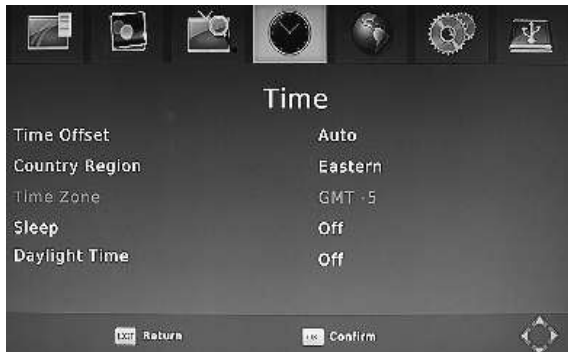 Time
Time Offset Auto
Country Region Eastern
Time Zone GMT -5
Sleep Off
Daylight Time Off
EXIT Return OK Confirm